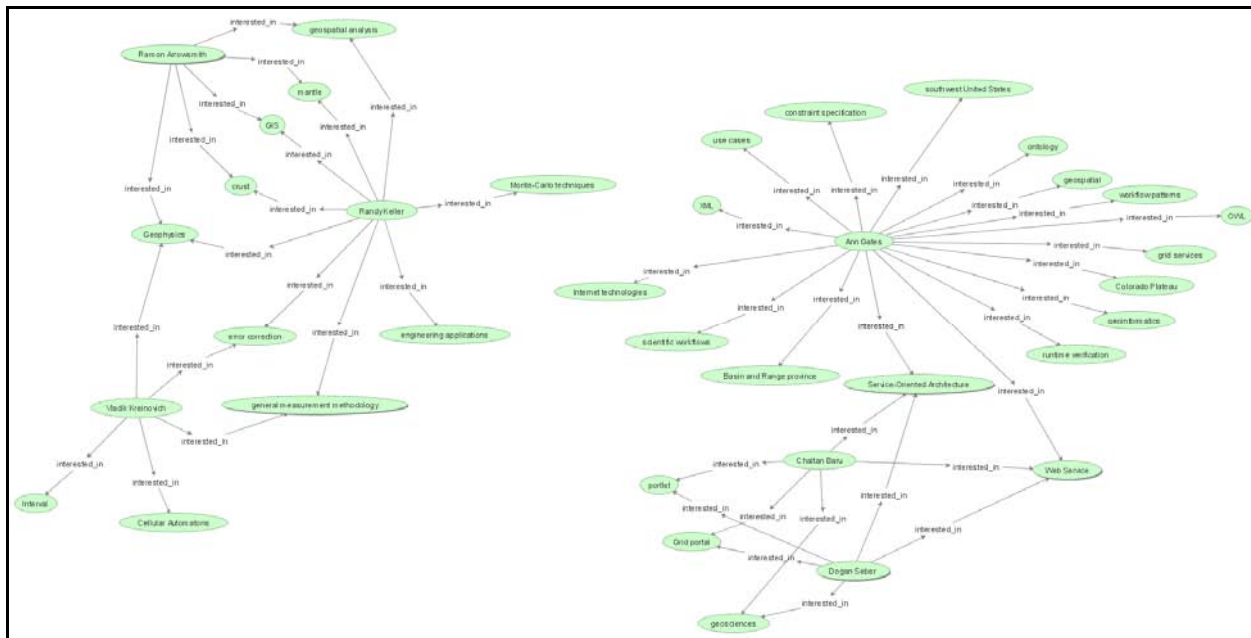 interested_in
geospatial analysis
Ramon Arrowsmith
interested_in
interested_in
mantle
interested_in
GIS
interested_in
interested_in
interested_in
interested_in
interested_in
crust
interested_in
Randy Keller
interested_in
Monte-Carlo techniques
Geophysics
interested_in
interested_in
interested_in
interested_in
interested_in
error correction
engineering applications
interested_in
Vladik Kreinovich
general measurement methodology
interested_in
interested_in
interested_in
Interval
Cellular Automatons
southwest United States
constraint specification
interested_in
use cases
ontology
interested_in
interested_in
interested_in
geospatial
interested_in
workflow patterns
XML
interested_in
interested_in
OWL
interested_in
Ann Gates
interested_in
grid services
interested_in
interested_in
Colorado Plateau
Internet technologies
interested_in
interested_in
interested_in
geoinformatics
scientific workflows
interested_in
interested_in
runtime verification
Basin and Range province
Service-Oriented Architecture
interested_in
interested_in
Chaitan Baru
interested_in
interested_in
Web Service
portlet
interested_in
interested_in
interested_in
interested_in
interested_in
Grid portal
interested_in
Dogan Seber
interested_in
geosciences